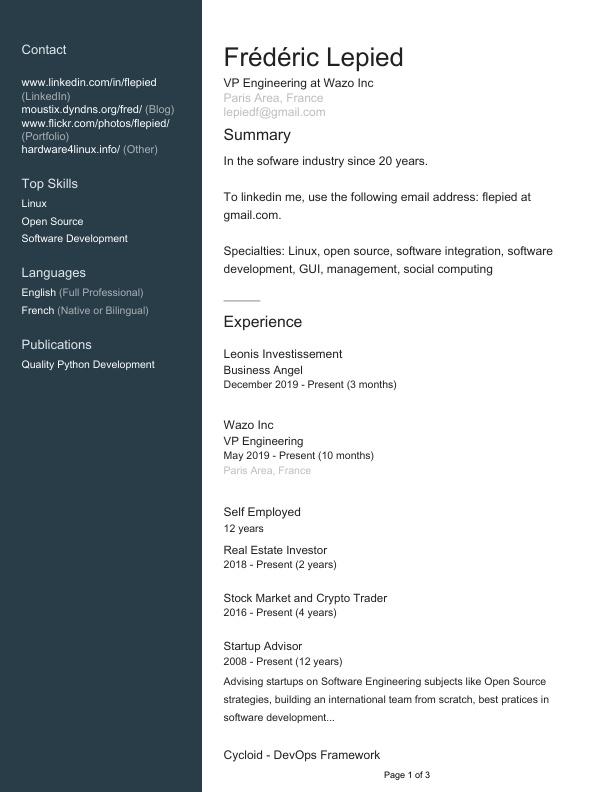 Contact
www.linkedin.com/in/flepied
(LinkedIn)
moustix.dyndns.org/fred/ (Blog)
www.flickr.com/photos/flepied/
(Portfolio)
hardware4linux.info/ (Other)
Top Skills
Linux
Open Source
Software Development
Languages
English (Full Professional)
French (Native or Bilingual)
Publications
Quality Python Development
Frédéric Lepied
VP Engineering at Wazo Inc
Paris Area, France
lepiedf@gmail.com
Summary
In the sofware industry since 20 years.
To linkedin me, use the following email address: flepied at
gmail.com.
Specialties: Linux, open source, software integration, software
development, GUI, management, social computing
Experience
Leonis Investissement
Business Angel
December 2019 - Present (3 months)
Wazo Inc
VP Engineering
May 2019 - Present (10 months)
Paris Area, France
Self Employed
12 years
Real Estate Investor
2018 - Present (2 years)
Stock Market and Crypto Trader
2016 - Present (4 years)
Startup Advisor
2008 - Present (12 years)
Advising startups on Software Engineering subjects like Open Source
strategies, building an international team from scratch, best pratices in
software development...
Cycloid - DevOps Framework
Page 1 of 3